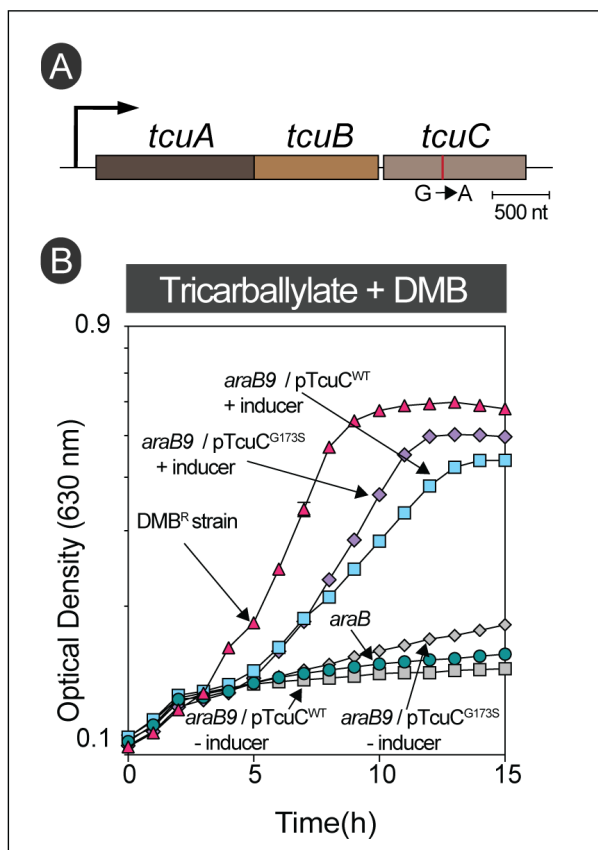 A
tcuA tcuB tcuC
G→A
500 nt
B
Tricarballylate + DMB
0.9
araB9 / pTcuC^WT
+ inducer
araB9 / pTcuC^G173S
+ inducer
DMB^R strain
araB
araB9 / pTcuC^WT
- inducer
araB9 / pTcuC^G173S
- inducer
Optical Density (630 nm)
0.1
0 5 10 15
Time(h)